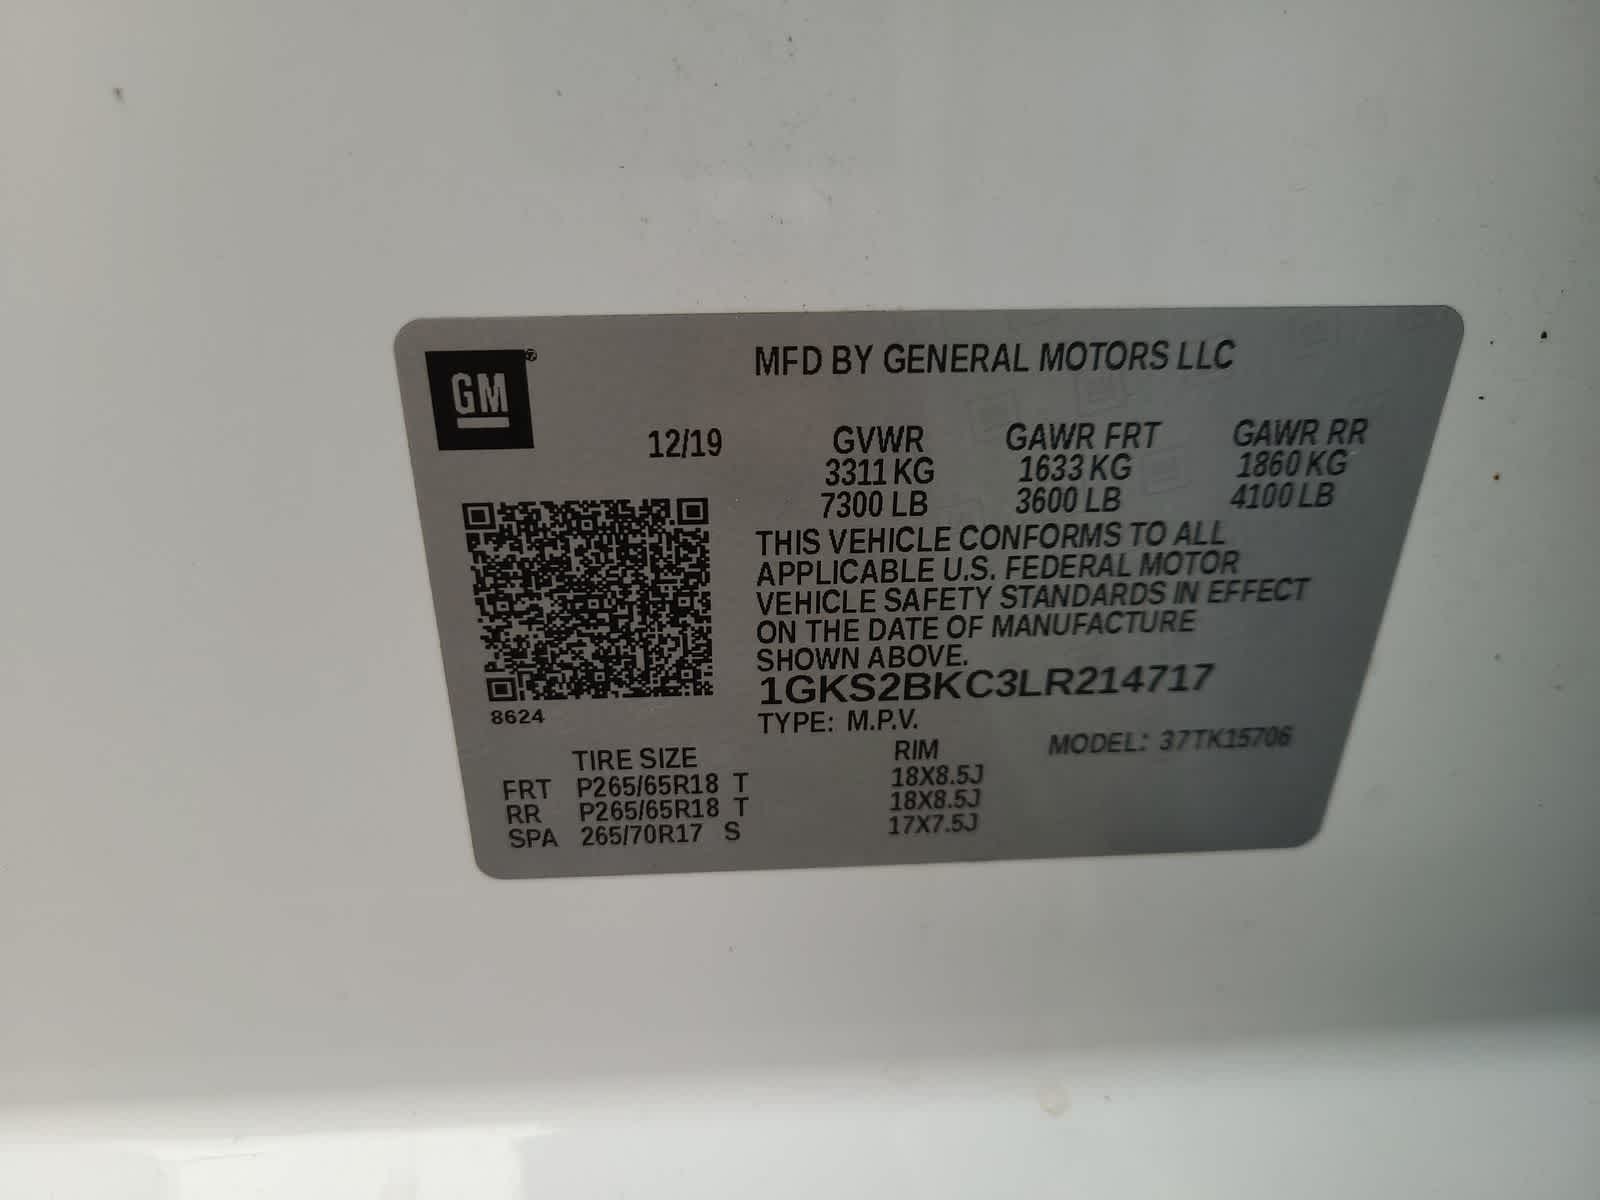 GM
MFD BY GENERAL MOTORS LLC
12/19 GVWR GAWR FRT GAWR RR
3311 KG 1633 KG 1860 KG
7300 LB 3600 LB 4100 LB
THIS VEHICLE CONFORMS TO ALL
APPLICABLE U.S. FEDERAL MOTOR
VEHICLE SAFETY STANDARDS IN EFFECT
ON THE DATE OF MANUFACTURE
SHOWN ABOVE.
1GKS2BKC3LR214717
8624
TYPE: M.P.V.
MODEL: 37TK15706
TIRE SIZE RIM
FRT P265/65R18 T 18X8.5J
RR P265/65R18 T 18X8.5J
SPA 265/70R17 S 17X7.5J